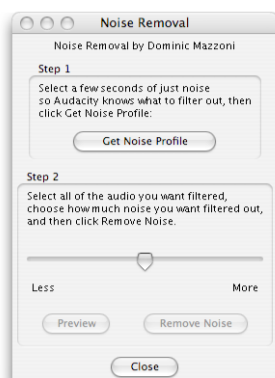 Noise Removal
Noise Removal by Dominic Mazzoni
Step 1
Select a few seconds of just noise
so Audacity knows what to filter out, then
click Get Noise Profile:
Get Noise Profile
Step 2
Select all of the audio you want filtered,
choose how much noise you want filtered out,
and then click Remove Noise.
Less More
Preview Remove Noise
Close